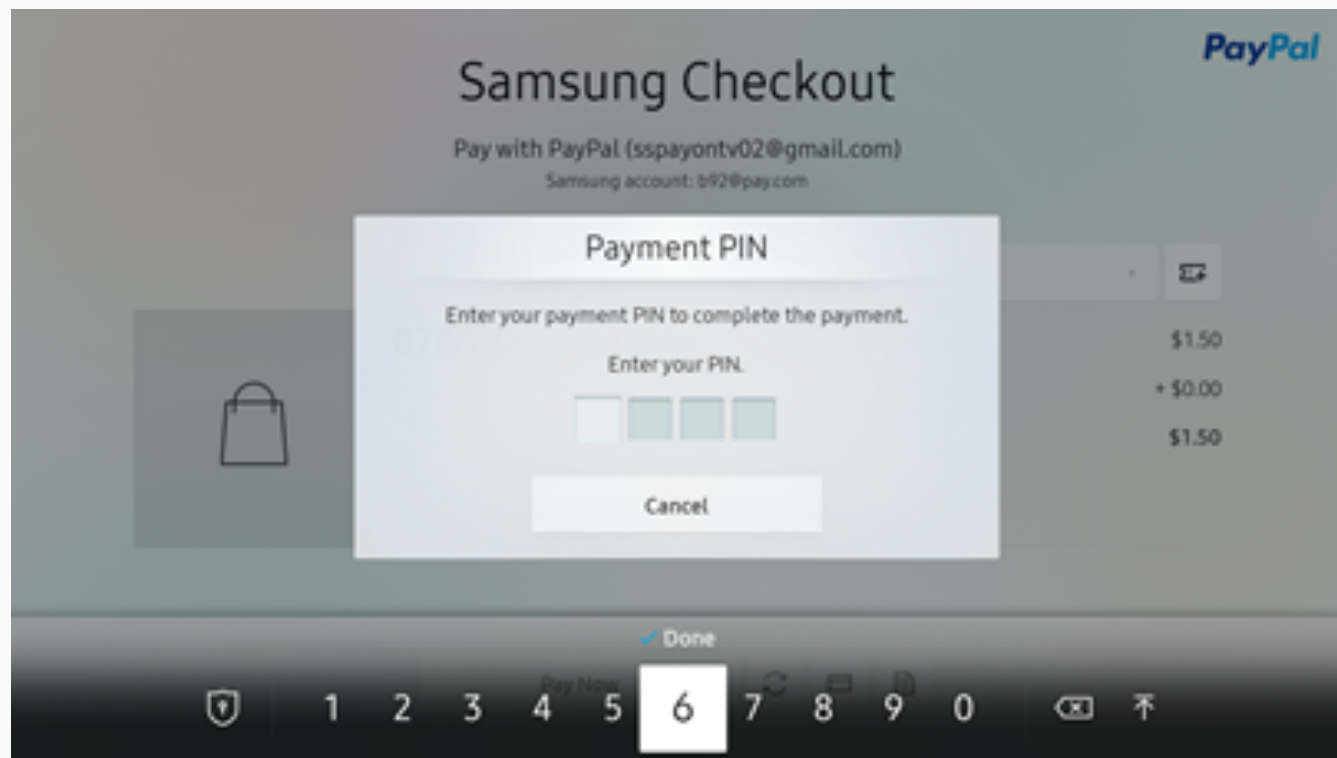 PayPal
Samsung Checkout
Pay with PayPal (sspayontv02@gmail.com)
Samsung account: b92@pay.com
Payment PIN
Enter your payment PIN to complete the payment.
Enter your PIN.
Cancel
$1.50
+ $0.00
$1.50
Done
Pay Now
1 2 3 4 5 6 7 8 9 0